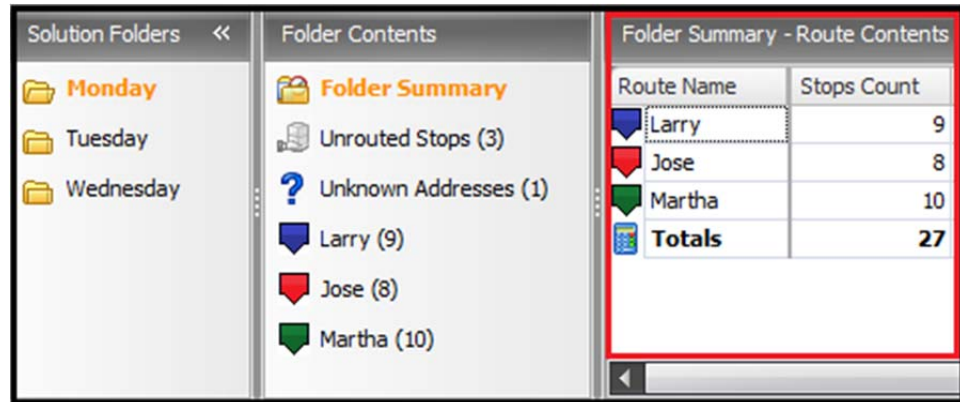 Solution Folders «
Monday
Tuesday
Wednesday
Folder Contents
Folder Summary
Unrouted Stops (3)
? Unknown Addresses (1)
Larry (9)
Jose (8)
Martha (10)
Folder Summary - Route Contents
Route Name Stops Count
Larry 9
Jose 8
Martha 10
Totals 27